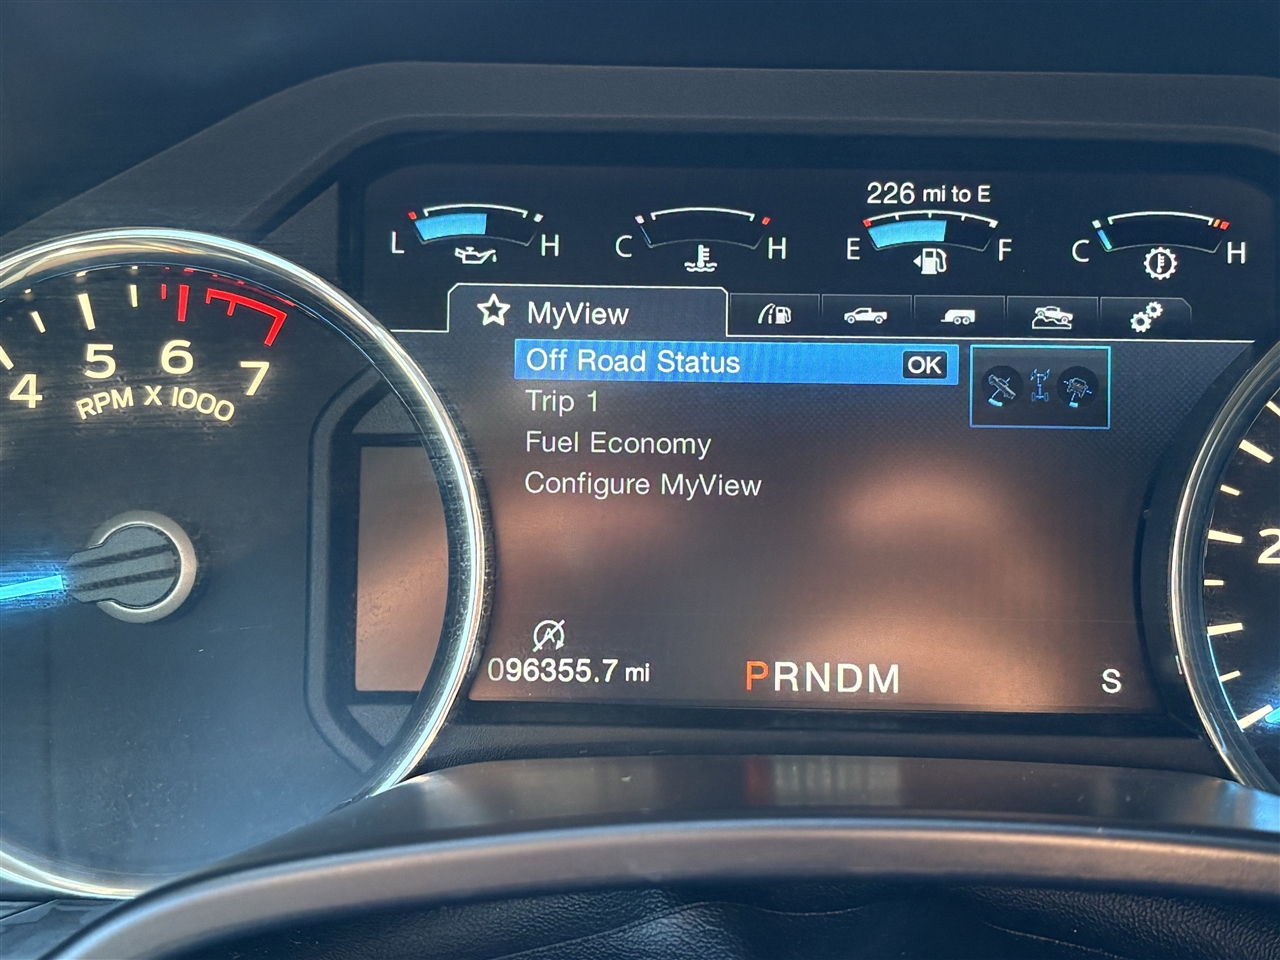 226 mi to E
L H C H E F C H
MyView
Off Road Status OK
Trip 1
Fuel Economy
Configure MyView
4 5 6 7
RPM X 1000
A
096355.7 mi
PRNDM
S
2